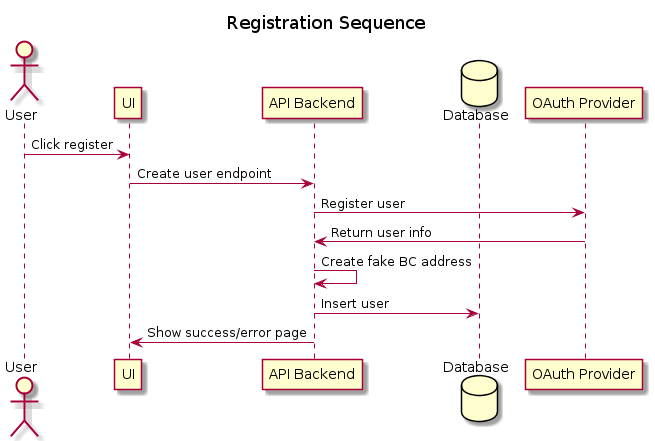 Registration Sequence
User
UI
API Backend
Database
OAuth Provider
Click register
Create user endpoint
Register user
Return user info
Create fake BC address
Insert user
Show success/error page
User
UI
API Backend
Database
OAuth Provider